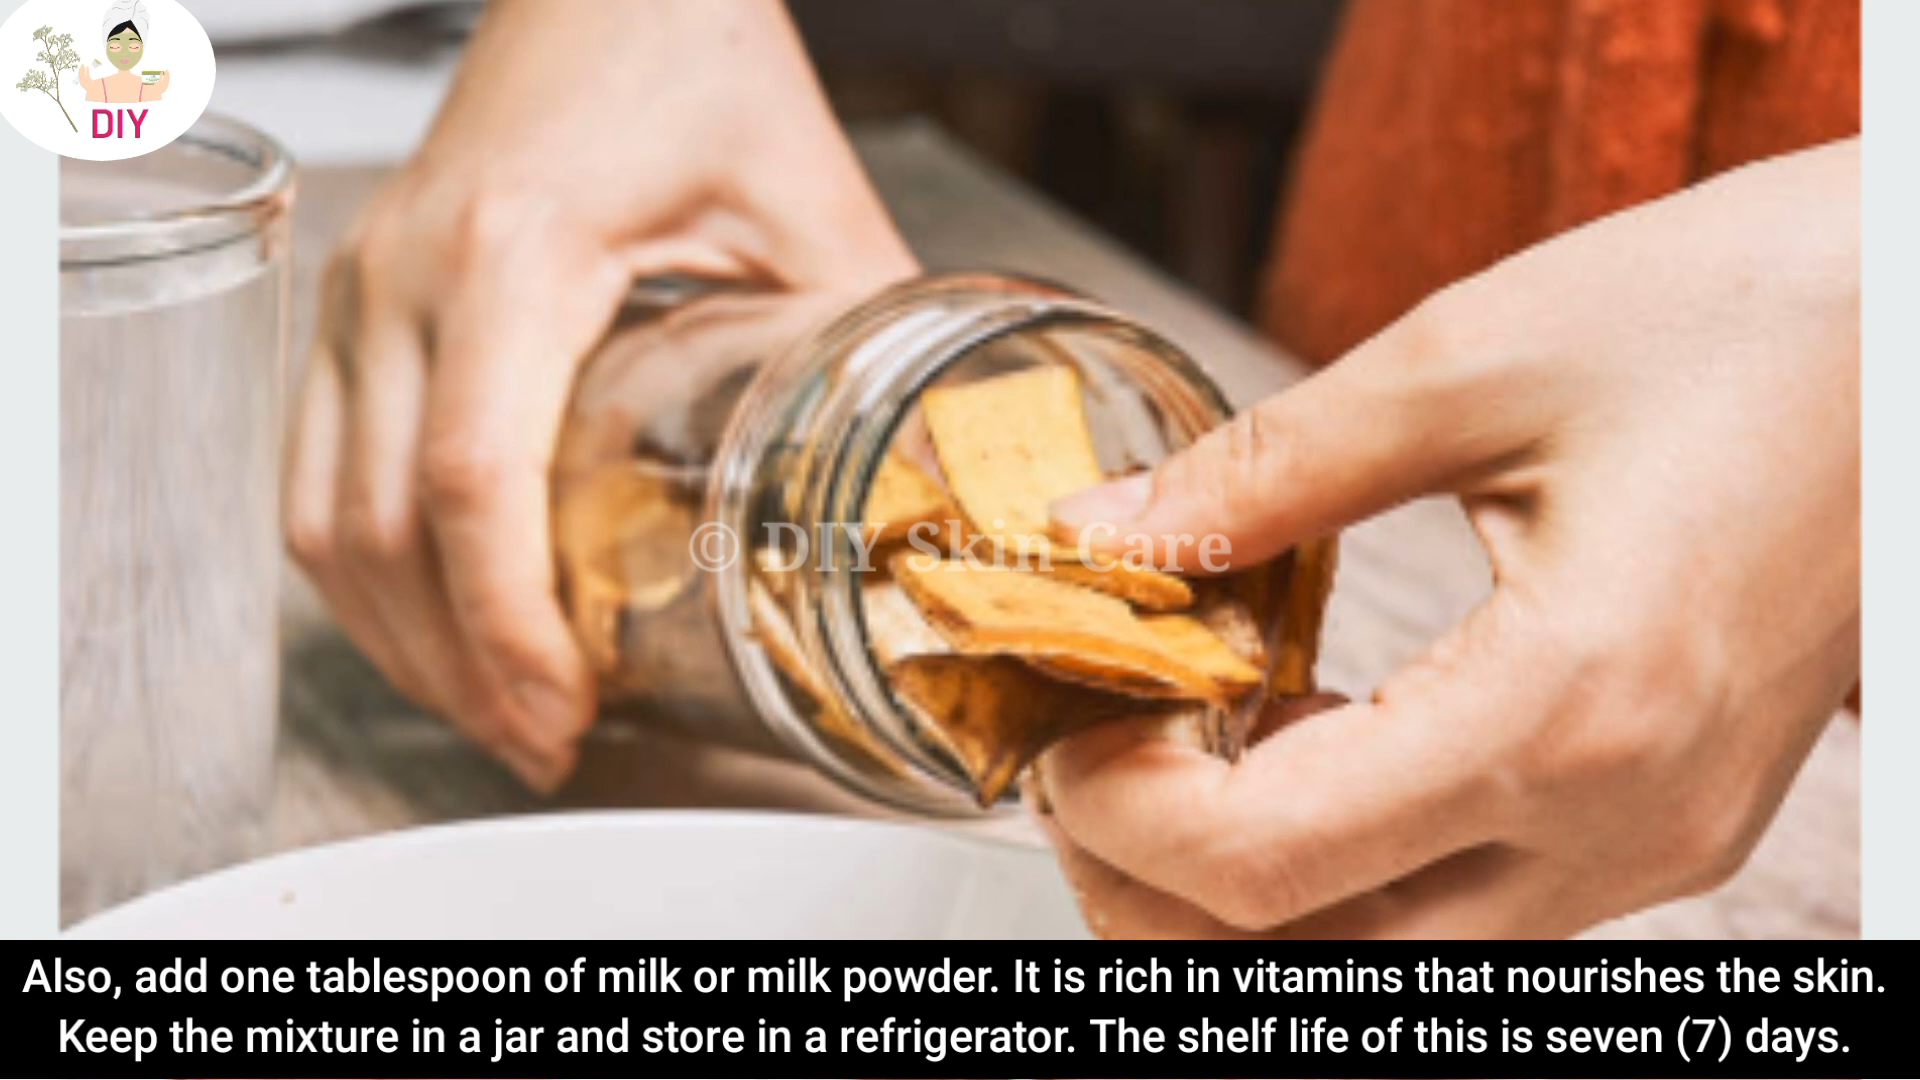 DIY
© DIY Skin Care
Also, add one tablespoon of milk or milk powder. It is rich in vitamins that nourishes the skin.
Keep the mixture in a jar and store in a refrigerator. The shelf life of this is seven (7) days.